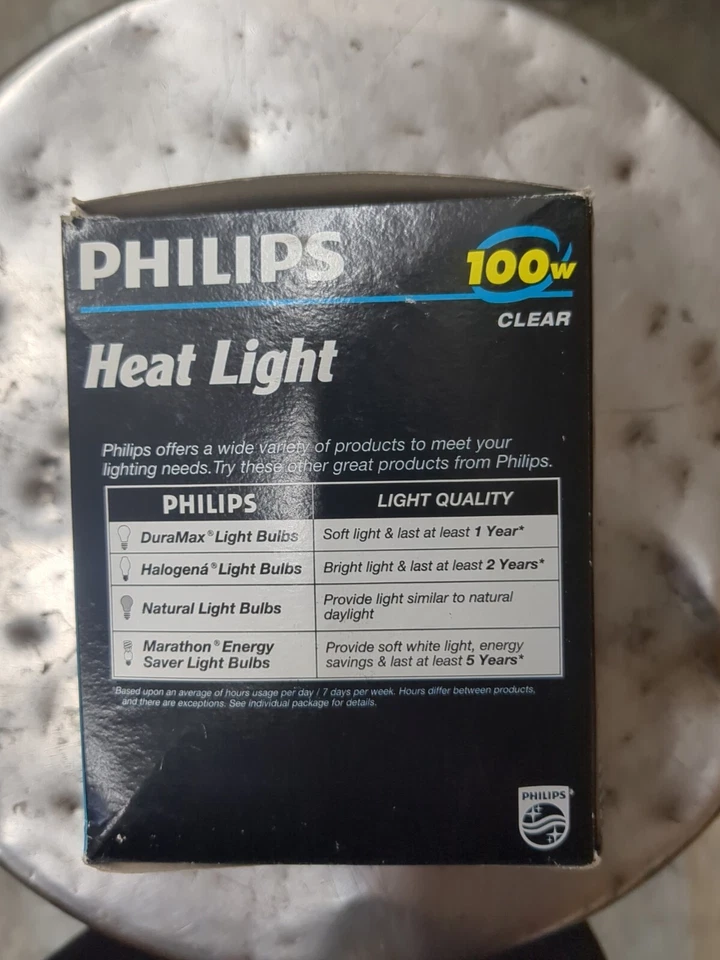 PHILIPS 100w
CLEAR
Heat Light
Philips offers a wide variety of products to meet your
lighting needs. Try these other great products from Philips.
PHILIPS LIGHT QUALITY
DuraMax® Light Bulbs Soft light & last at least 1 Year*
Halogená® Light Bulbs Bright light & last at least 2 Years*
Natural Light Bulbs Provide light similar to natural
daylight
Marathon® Energy Provide soft white light, energy
Saver Light Bulbs savings & last at least 5 Years*
*Based upon an average of hours usage per day / 7 days per week. Hours differ between products,
and there are exceptions. See individual package for details.
PHILIPS